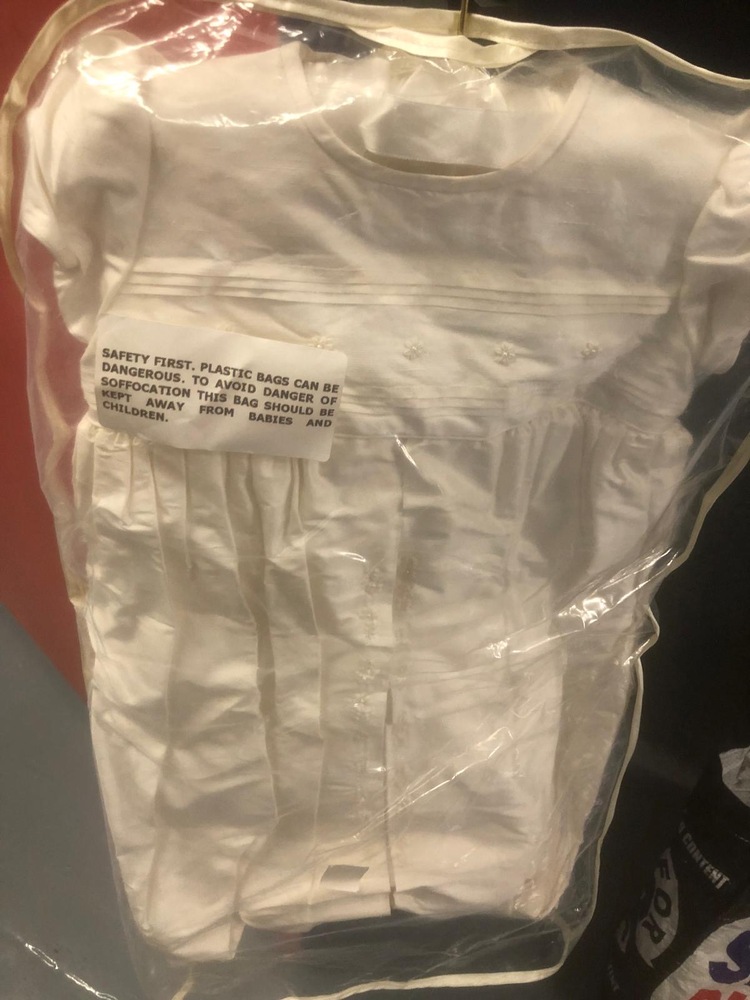 SAFETY FIRST. PLASTIC BAGS CAN BE
DANGEROUS. TO AVOID DANGER OF
SOFFOCATION THIS BAG SHOULD BE
KEPT AWAY FROM BABIES AND
CHILDREN.
CONTENT
OR